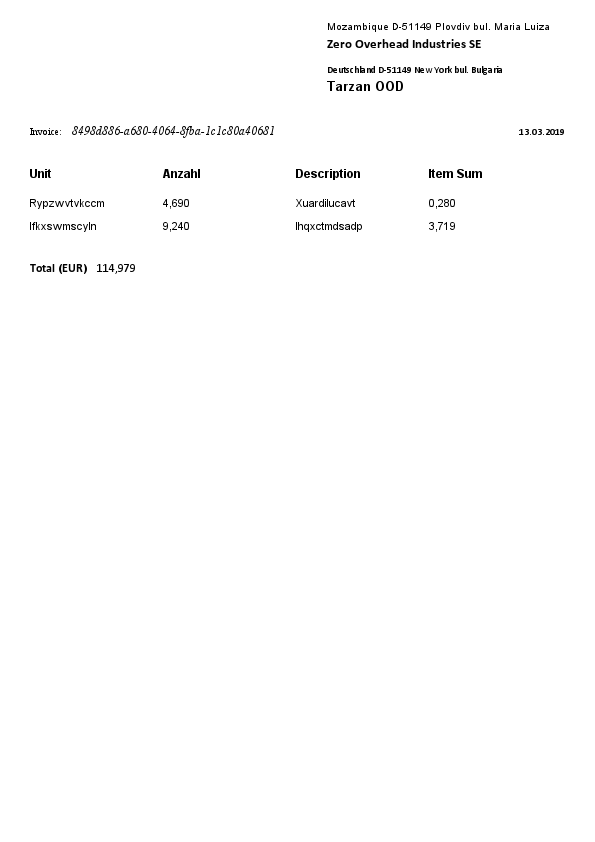 Mozambique D-51149 Plovdiv bul. Maria Luiza
Zero Overhead Industries SE
Deutschland D-51149 New York bul. Bulgaria
Tarzan OOD
Invoice: 8498d886-a680-4064-8fba-1c1c80a40681 13.03.2019
Unit Anzahl Description Item Sum
Rypzwvtvkccm 4,690 Xuardilucavt 0,280
Ifkxswmscyln 9,240 Ihqxctmdsadp 3,719
Total (EUR) 114,979